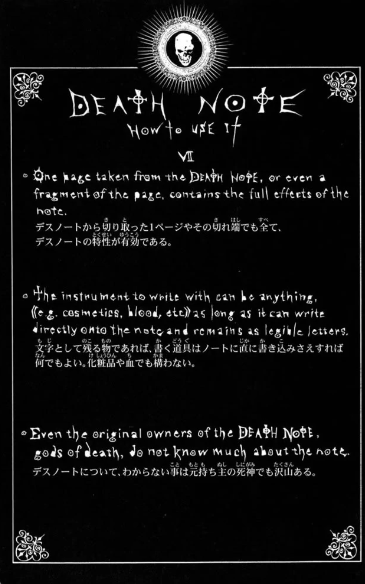 DEATH NOTE
HOW to USE It
VII
One page taken from the DEATH NOTE, or even a
fragment of the page, contains the full effects of the
note.
デスノートから切り取った1ページやその切れ端でも全て、
デスノートの特性が有効である。
The instrument to write with can be anything,
(e.g. cosmetics, blood, etc) as long as it can write
directly onto the note and remains as legible letters.
文字として残る物であれば、書く道具はノートに直に書き込みさえすれば
何でもよい。化粧品や血でも構わない。
Even the original owners of the DEATH NOTE,
gods of death, do not know much about the note.
デスノートについて、わからない事は元持ち主の死神でも沢山ある。